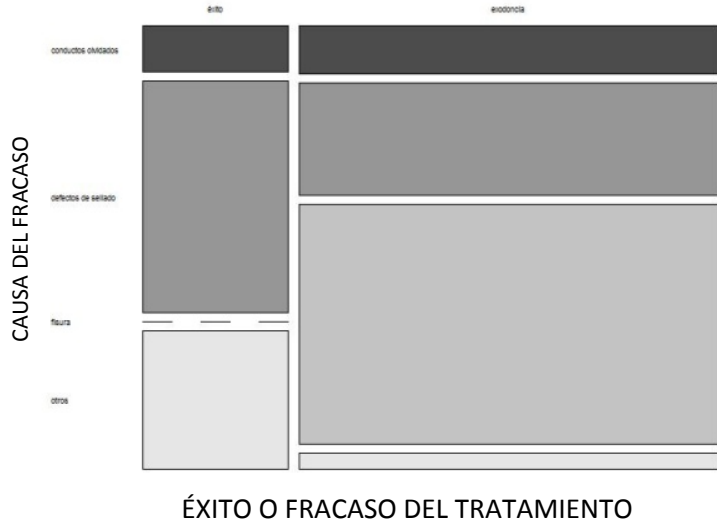 éxito
exodoncia
conductos olvidados
defectos de sellado
fisura
otros
CAUSA DEL FRACASO
ÉXITO O FRACASO DEL TRATAMIENTO